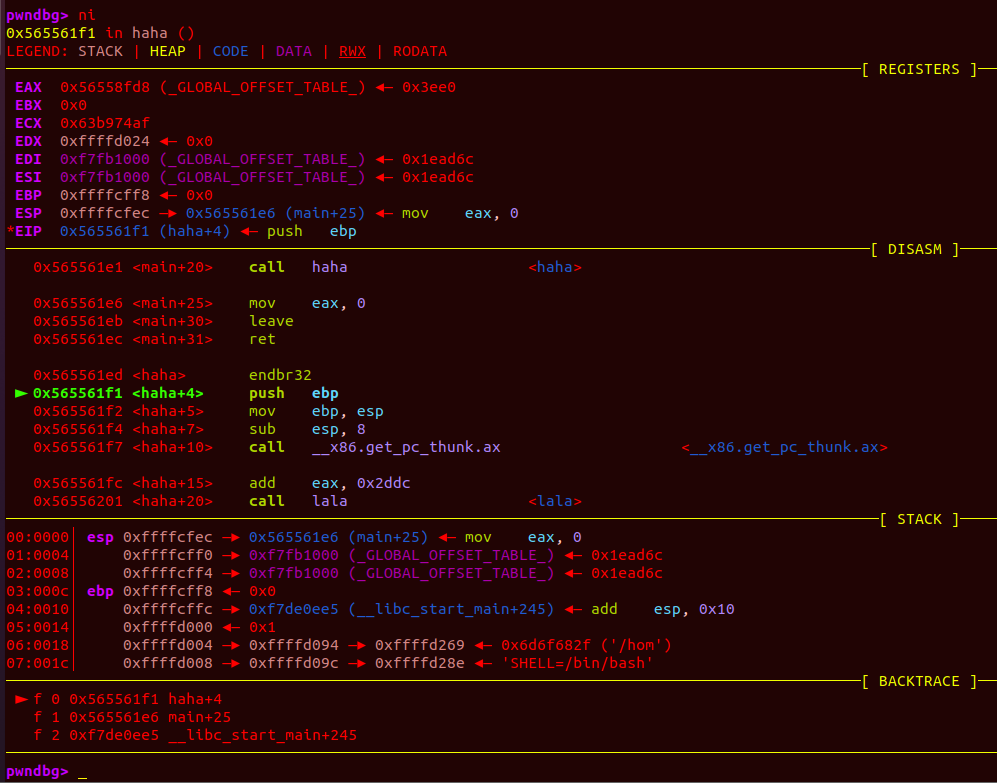 pwndbg> ni
0x565561f1 in haha ()
LEGEND: STACK | HEAP | CODE | DATA | RWX | RODATA
[ REGISTERS ]
EAX 0x56558fd8 (_GLOBAL_OFFSET_TABLE_) ◂— 0x3ee0
EBX 0x0
ECX 0x63b974af
EDX 0xffffd024 ◂— 0x0
EDI 0xf7fb1000 (_GLOBAL_OFFSET_TABLE_) ◂— 0x1ead6c
ESI 0xf7fb1000 (_GLOBAL_OFFSET_TABLE_) ◂— 0x1ead6c
EBP 0xffffcff8 ◂— 0x0
ESP 0xffffcfec —▸ 0x565561e6 (main+25) ◂— mov eax, 0
*EIP 0x565561f1 (haha+4) ◂— push ebp
[ DISASM ]
0x565561e1 <main+20> call haha <haha>
0x565561e6 <main+25> mov eax, 0
0x565561eb <main+30> leave
0x565561ec <main+31> ret
0x565561ed <haha> endbr32
► 0x565561f1 <haha+4> push ebp
0x565561f2 <haha+5> mov ebp, esp
0x565561f4 <haha+7> sub esp, 8
0x565561f7 <haha+10> call __x86.get_pc_thunk.ax <__x86.get_pc_thunk.ax>
0x565561fc <haha+15> add eax, 0x2ddc
0x56556201 <haha+20> call lala <lala>
[ STACK ]
00:0000│ esp 0xffffcfec —▸ 0x565561e6 (main+25) ◂— mov eax, 0
01:0004│ 0xffffcff0 —▸ 0xf7fb1000 (_GLOBAL_OFFSET_TABLE_) ◂— 0x1ead6c
02:0008│ 0xffffcff4 —▸ 0xf7fb1000 (_GLOBAL_OFFSET_TABLE_) ◂— 0x1ead6c
03:000c│ ebp 0xffffcff8 ◂— 0x0
04:0010│ 0xffffcffc —▸ 0xf7de0ee5 (__libc_start_main+245) ◂— add esp, 0x10
05:0014│ 0xffffd000 ◂— 0x1
06:0018│ 0xffffd004 —▸ 0xffffd094 —▸ 0xffffd269 ◂— 0x6d6f682f ('/hom')
07:001c│ 0xffffd008 —▸ 0xffffd09c —▸ 0xffffd28e ◂— 'SHELL=/bin/bash'
[ BACKTRACE ]
► f 0 0x565561f1 haha+4
f 1 0x565561e6 main+25
f 2 0xf7de0ee5 __libc_start_main+245
pwndbg> _